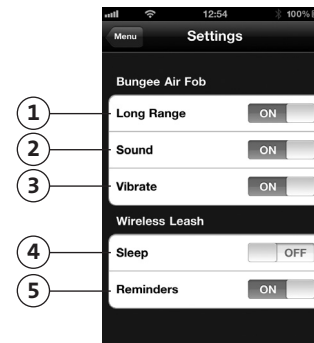 12:54 100%
Menu Settings
Bungee Air Fob
1 Long Range ON
2 Sound ON
3 Vibrate ON
Wireless Leash
4 Sleep OFF
5 Reminders ON